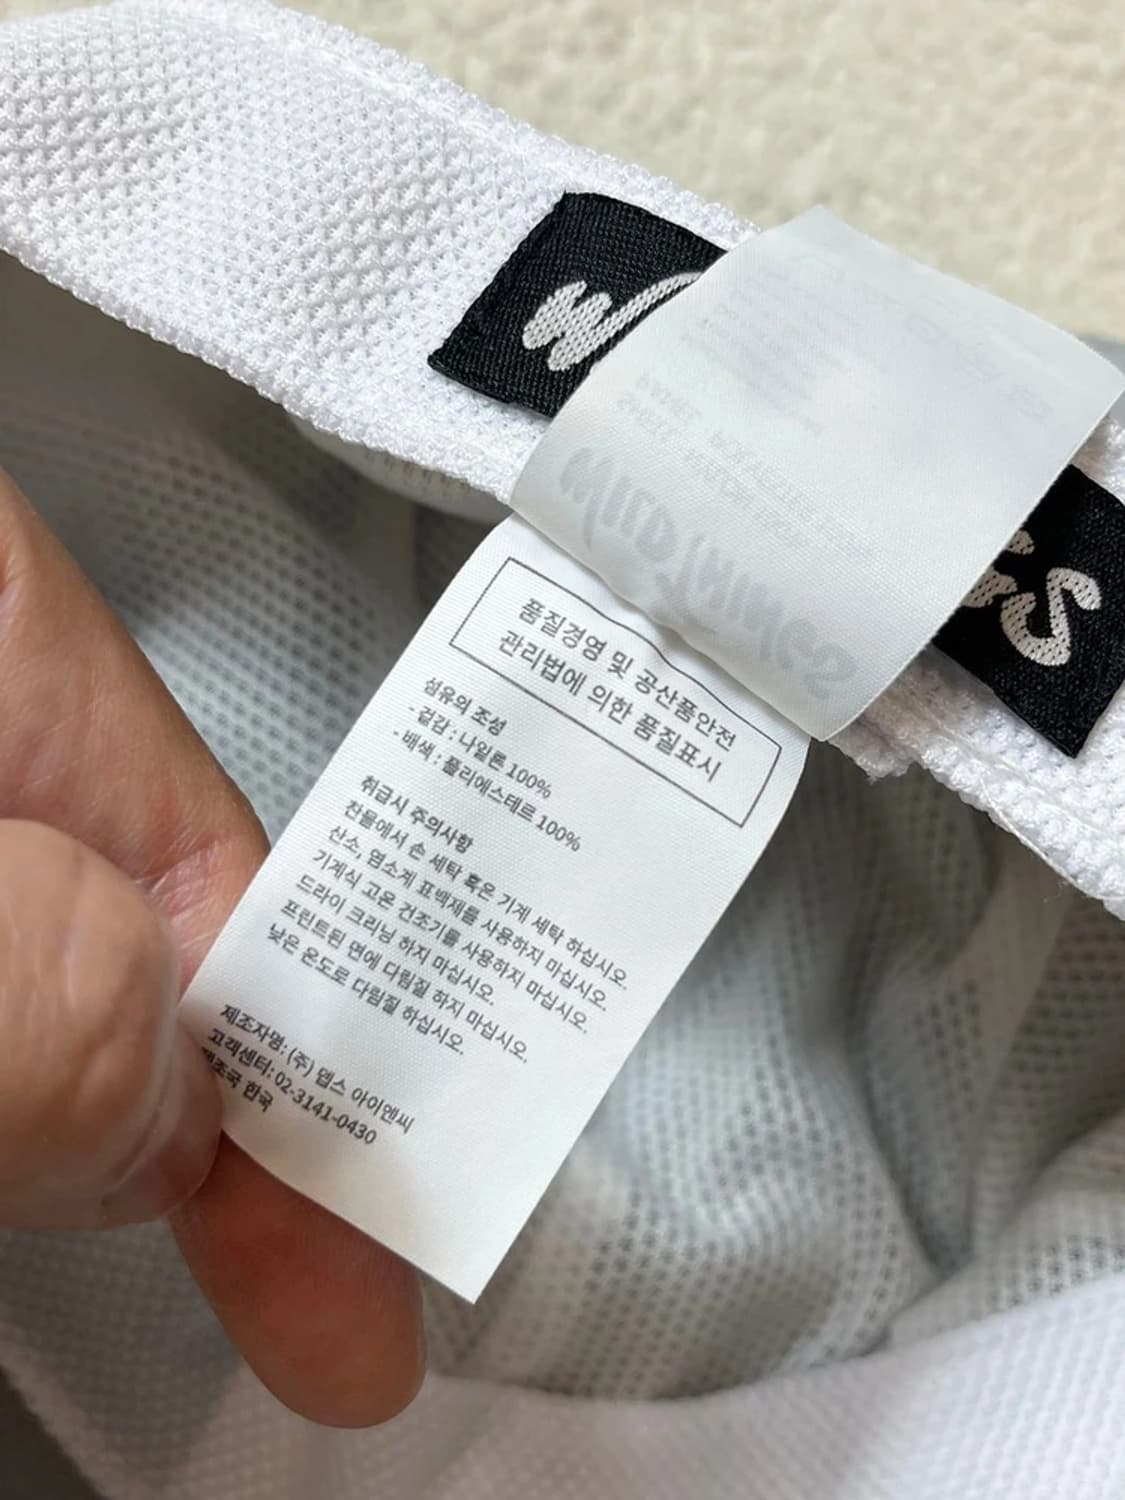 품질경영 및 공산품안전
관리법에 의한 품질표시
섬유의 조성
- 겉감 : 나일론 100%
- 배색 : 폴리에스테르 100%
취급시 주의사항
찬물에서 손 세탁 혹은 기계 세탁 하십시오.
산소, 염소계 표백제를 사용하지 마십시오.
기계식 고온 건조기를 사용하지 마십시오.
드라이 크리닝 하지 마십시오.
프린트된 면에 다림질 하지 마십시오.
낮은 온도로 다림질 하십시오.
제조자명: (주) 웹스 아이앤씨
고객센터: 02-3141-0430
제조국 한국